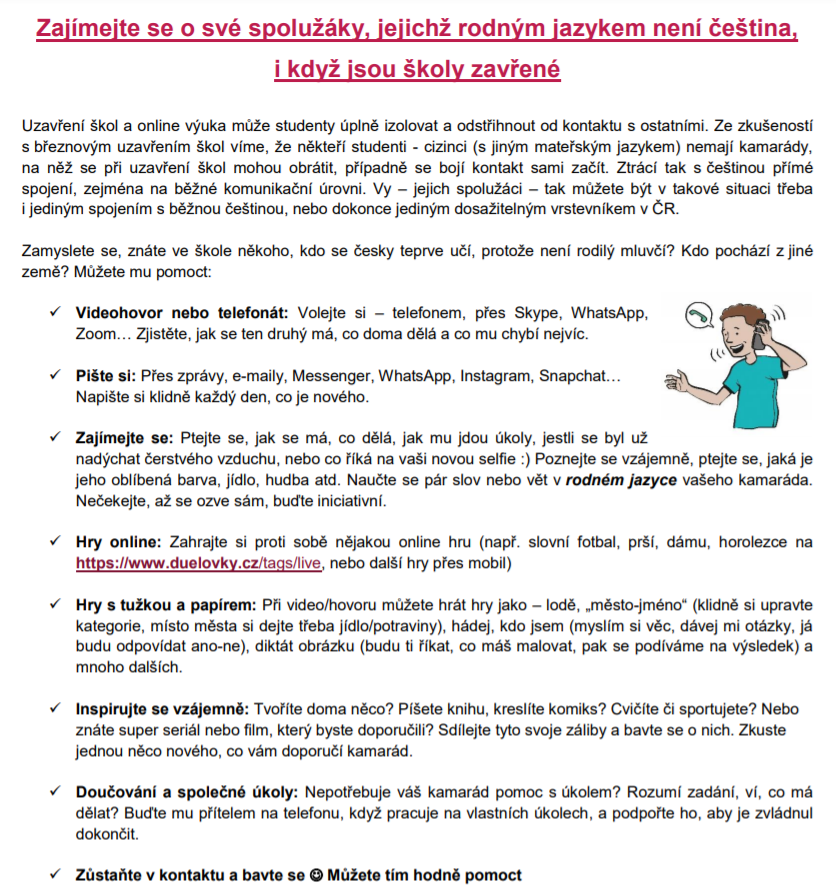 Zajímejte se o své spolužáky, jejichž rodným jazykem není čeština,
i když jsou školy zavřené
Uzavření škol a online výuka může studenty úplně izolovat a odstřihnout od kontaktu s ostatními. Ze zkušeností
s březnovým uzavřením škol víme, že někteří studenti - cizinci (s jiným mateřským jazykem) nemají kamarády,
na něž se při uzavření škol mohou obrátit, případně se bojí kontakt sami začít. Ztrácí tak s češtinou přímé
spojení, zejména na běžné komunikační úrovni. Vy – jejich spolužáci – tak můžete být v takové situaci třeba
i jediným spojením s běžnou češtinou, nebo dokonce jediným dosažitelným vrstevníkem v ČR.
Zamyslete se, znáte ve škole někoho, kdo se česky teprve učí, protože není rodilý mluvčí? Kdo pochází z jiné
země? Můžete mu pomoct:
✓ Videohovor nebo telefonát: Volejte si – telefonem, přes Skype, WhatsApp,
Zoom… Zjistěte, jak se ten druhý má, co doma dělá a co mu chybí nejvíc.
✓ Pište si: Přes zprávy, e-maily, Messenger, WhatsApp, Instagram, Snapchat…
Napište si klidně každý den, co je nového.
✓ Zajímejte se: Ptejte se, jak se má, co dělá, jak mu jdou úkoly, jestli se byl už
nadýchat čerstvého vzduchu, nebo co říká na vaši novou selfie :) Poznejte se vzájemně, ptejte se, jaká je
jeho oblíbená barva, jídlo, hudba atd. Naučte se pár slov nebo vět v rodném jazyce vašeho kamaráda.
Nečekejte, až se ozve sám, buďte iniciativní.
✓ Hry online: Zahrajte si proti sobě nějakou online hru (např. slovní fotbal, prší, dámu, horolezce na
https://www.duelovky.cz/tags/live, nebo další hry přes mobil)
✓ Hry s tužkou a papírem: Při video/hovoru můžete hrát hry jako – lodě, „město-jméno“ (klidně si upravte
kategorie, místo města si dejte třeba jídlo/potraviny), hádej, kdo jsem (myslím si věc, dávej mi otázky, já
budu odpovídat ano-ne), diktát obrázku (budu ti říkat, co máš malovat, pak se podíváme na výsledek) a
mnoho dalších.
✓ Inspirujte se vzájemně: Tvoříte doma něco? Píšete knihu, kreslíte komiks? Cvičíte či sportujete? Nebo
znáte super seriál nebo film, který byste doporučili? Sdílejte tyto svoje záliby a bavte se o nich. Zkuste
jednou něco nového, co vám doporučí kamarád.
✓ Doučování a společné úkoly: Nepotřebuje váš kamarád pomoc s úkolem? Rozumí zadání, ví, co má
dělat? Buďte mu přítelem na telefonu, když pracuje na vlastních úkolech, a podpořte ho, aby je zvládnul
dokončit.
✓ Zůstaňte v kontaktu a bavte se ☺ Můžete tím hodně pomoct